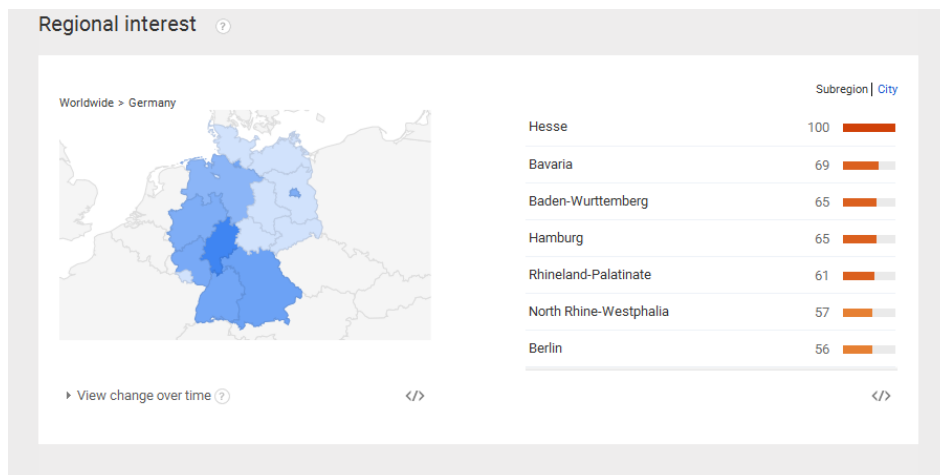 Regional interest ?
Worldwide > Germany
Subregion | City
Hesse 100
Bavaria 69
Baden-Wurttemberg 65
Hamburg 65
Rhineland-Palatinate 61
North Rhine-Westphalia 57
Berlin 56
View change over time ? </> </>